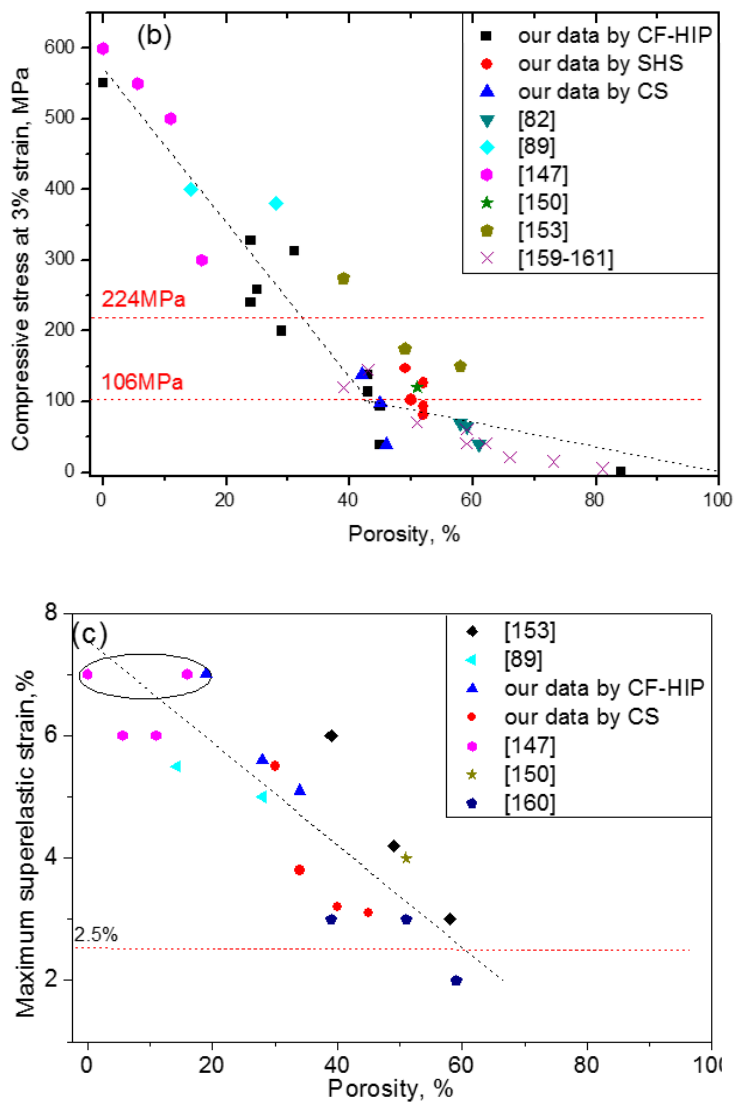 (b)
our data by CF-HIP
our data by SHS
our data by CS
[82]
[89]
[147]
[150]
[153]
[159-161]
600
500
400
300
200
100
0
Compressive stress at 3% strain, MPa
224MPa
106MPa
0 20 40 60 80 100
Porosity, %
(c)
[153]
[89]
our data by CF-HIP
our data by CS
[147]
[150]
[160]
8
6
4
2
Maximum superelastic strain,%
2.5%
0 20 40 60 80 100
Porosity, %